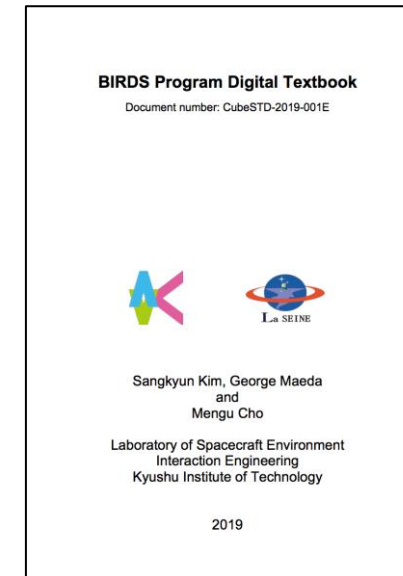 BIRDS Program Digital Textbook
Document number: CubeSTD-2019-001E
La SEINE
Sangkyun Kim, George Maeda
and
Mengu Cho
Laboratory of Spacecraft Environment
Interaction Engineering
Kyushu Institute of Technology
2019